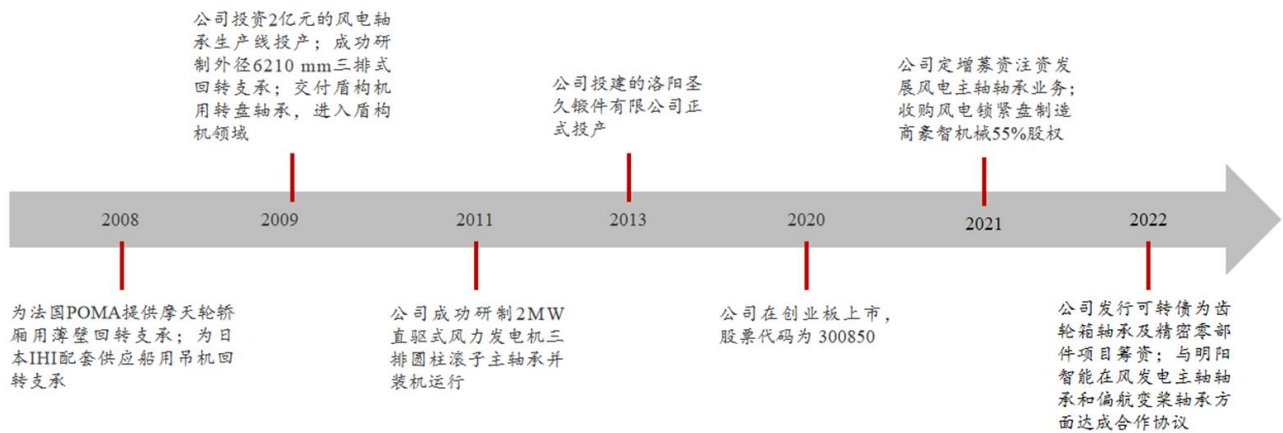 公司投资2亿元的风电轴
承生产线投产；成功研
制外径6210 mm三排式
回转支承；交付盾构机
用转盘轴承，进入盾构
机领域
公司投建的洛阳圣
久锻件有限公司正
式投产
公司定增募资注资发
展风电主轴轴承业务；
收购风电锁紧盘制造
商豪智机械55%股权
2008
2009
2011
2013
2020
2021
2022
为法国POMA提供摩天轮轿
厢用薄壁回转支承；为日
本IHI配套供应船用吊机回
转支承
公司成功研制2MW
直驱式风力发电机三
排圆柱滚子主轴承并
装机运行
公司在创业板上市，
股票代码为 300850
公司发行可转债为齿
轮箱轴承及精密零部
件项目筹资；与明阳
智能在风发电主轴轴
承和偏航变桨轴承方
面达成合作协议